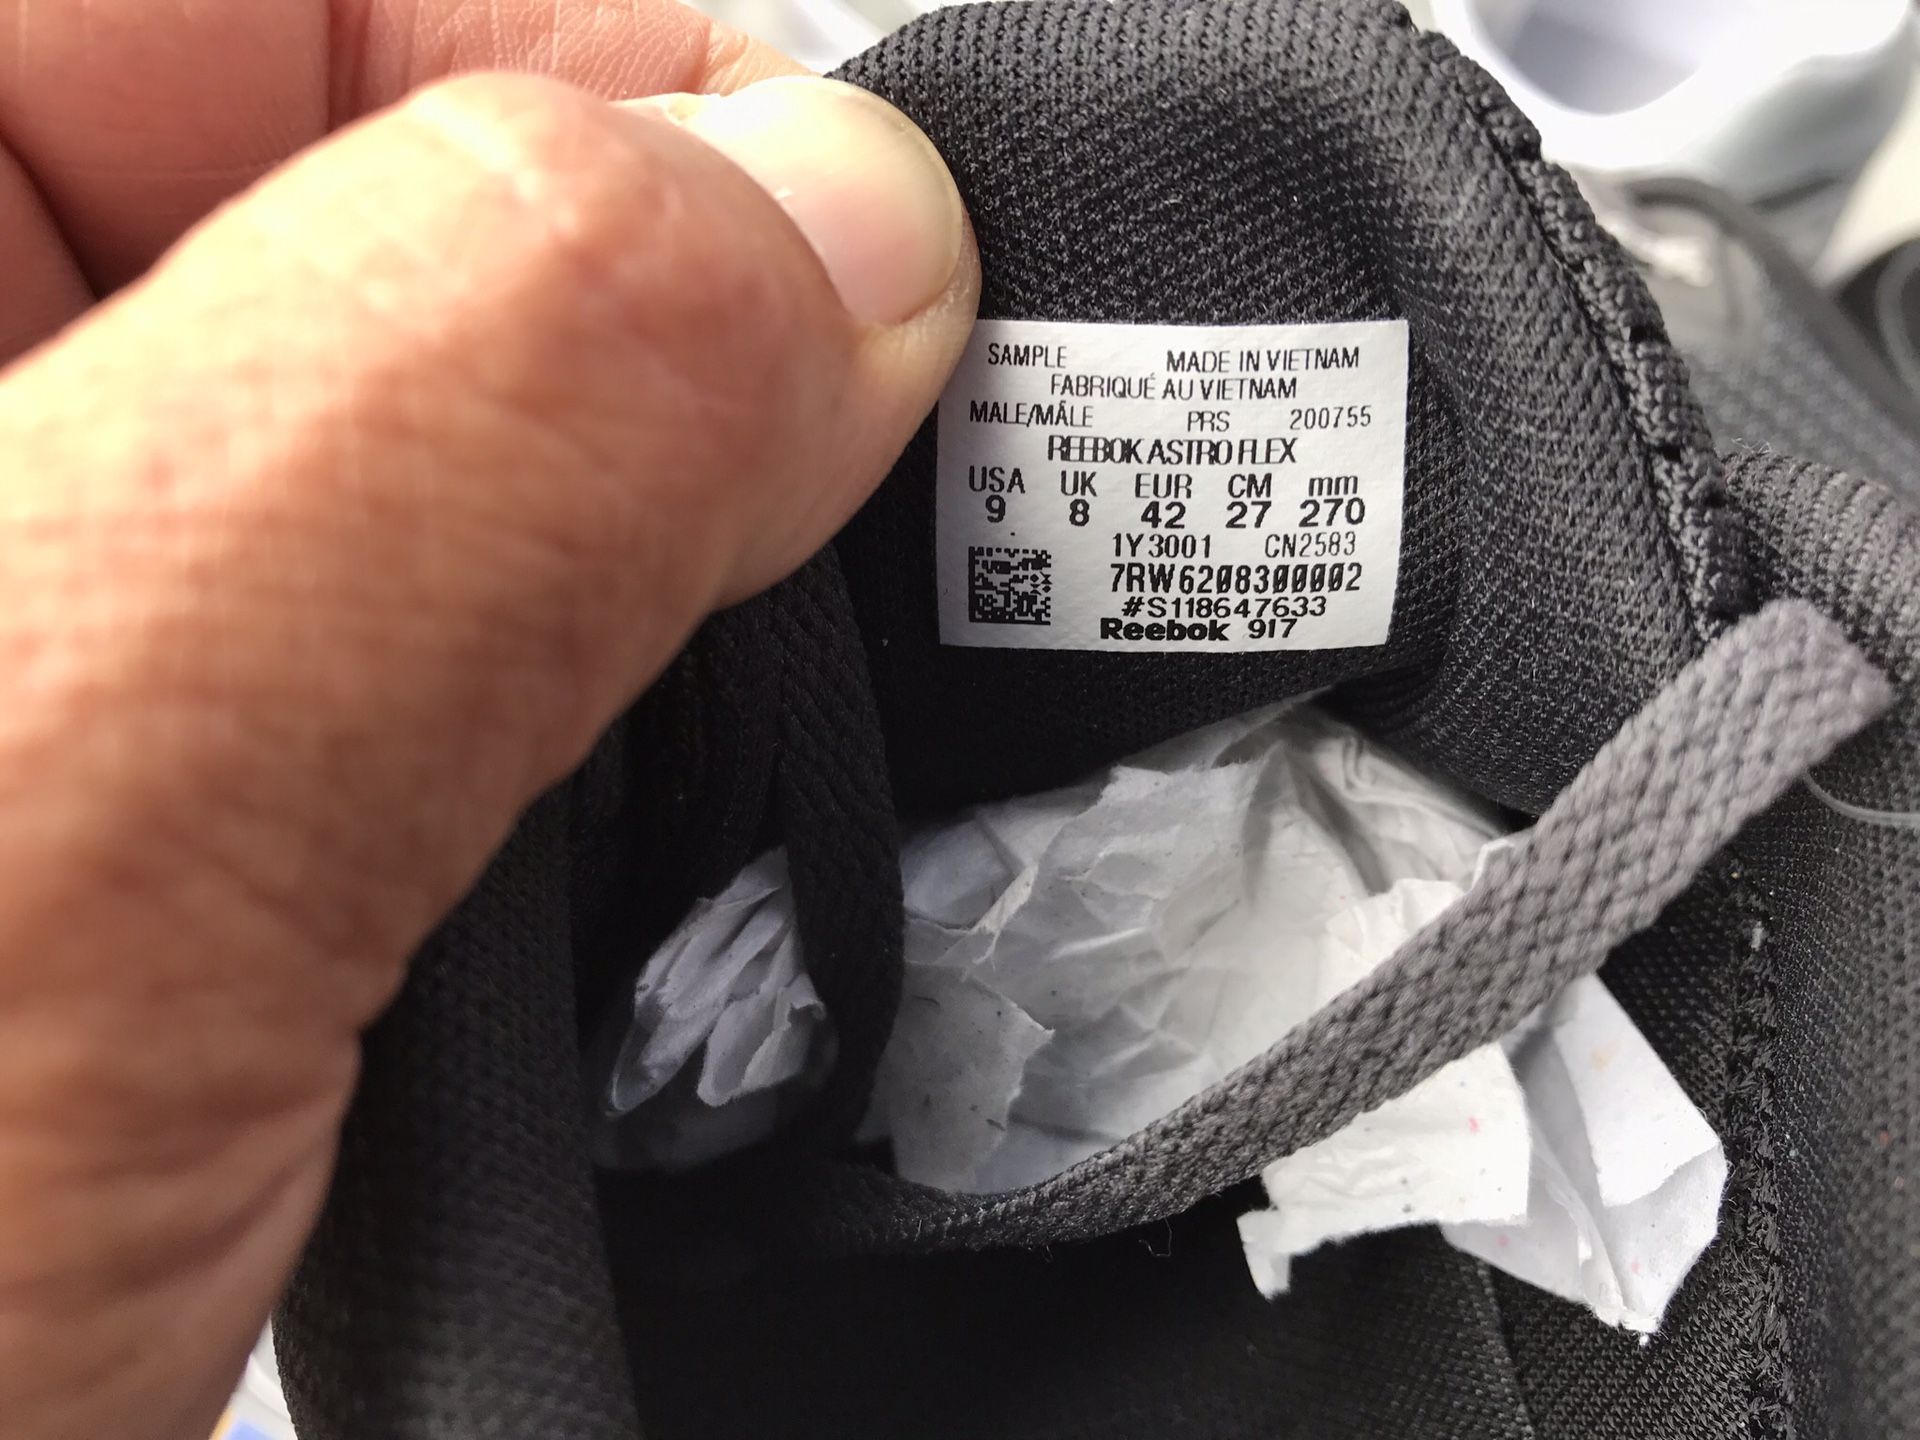 SAMPLE MADE IN VIETNAM
FABRIQUÉ AU VIETNAM
MALE/MÂLE PRS 200755
REEBOK ASTRO FLEX
USA UK EUR CM mm
9 8 42 27 270
1Y3001 CN2583
7RW6208300002
#S118647633
Reebok 917